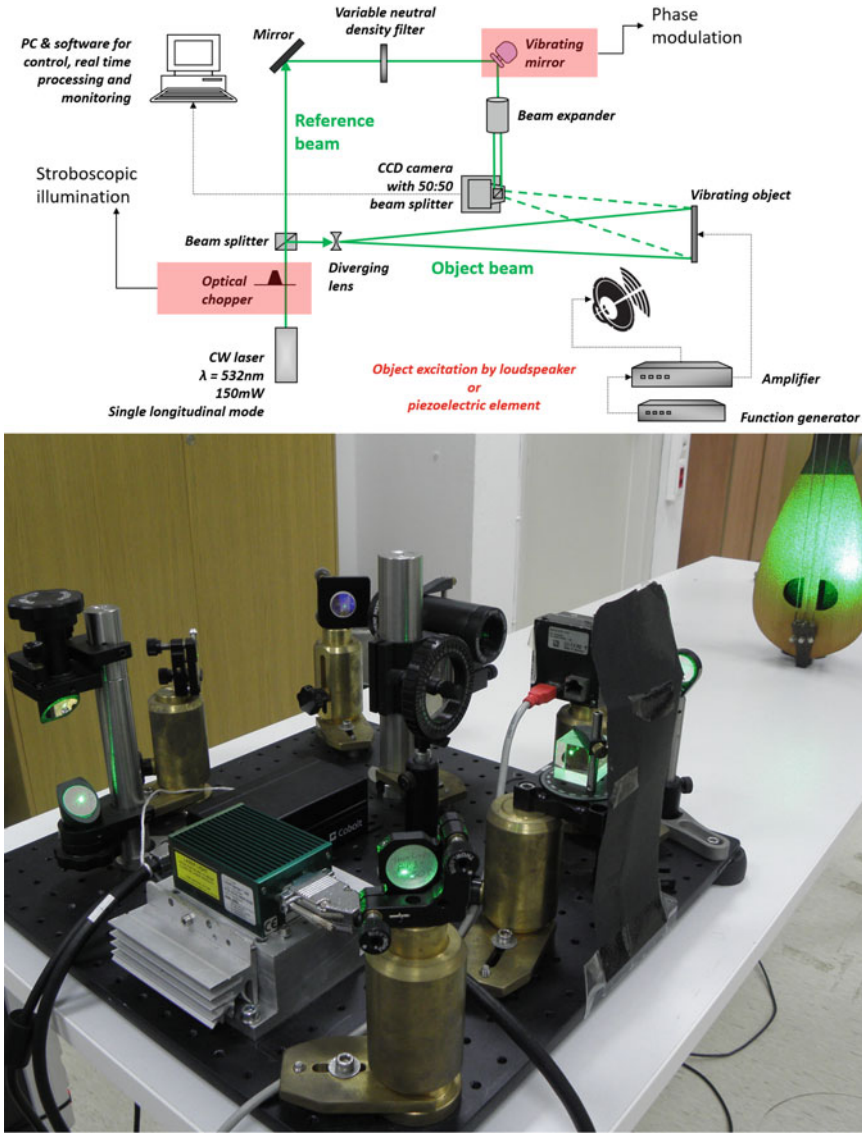 Variable neutral
density filter
Phase
modulation
Mirror
PC & software for
control, real time
processing and
monitoring
Vibrating
mirror
Beam expander
Reference
beam
CCD camera
with 50:50
beam splitter
Vibrating object
Stroboscopic
illumination
Beam splitter
Diverging
lens
Object beam
Optical
chopper
CW laser
λ = 532nm
150mW
Single longitudinal mode
Object excitation by loudspeaker
or
piezoelectric element
Amplifier
Function generator
Cobolt
CE